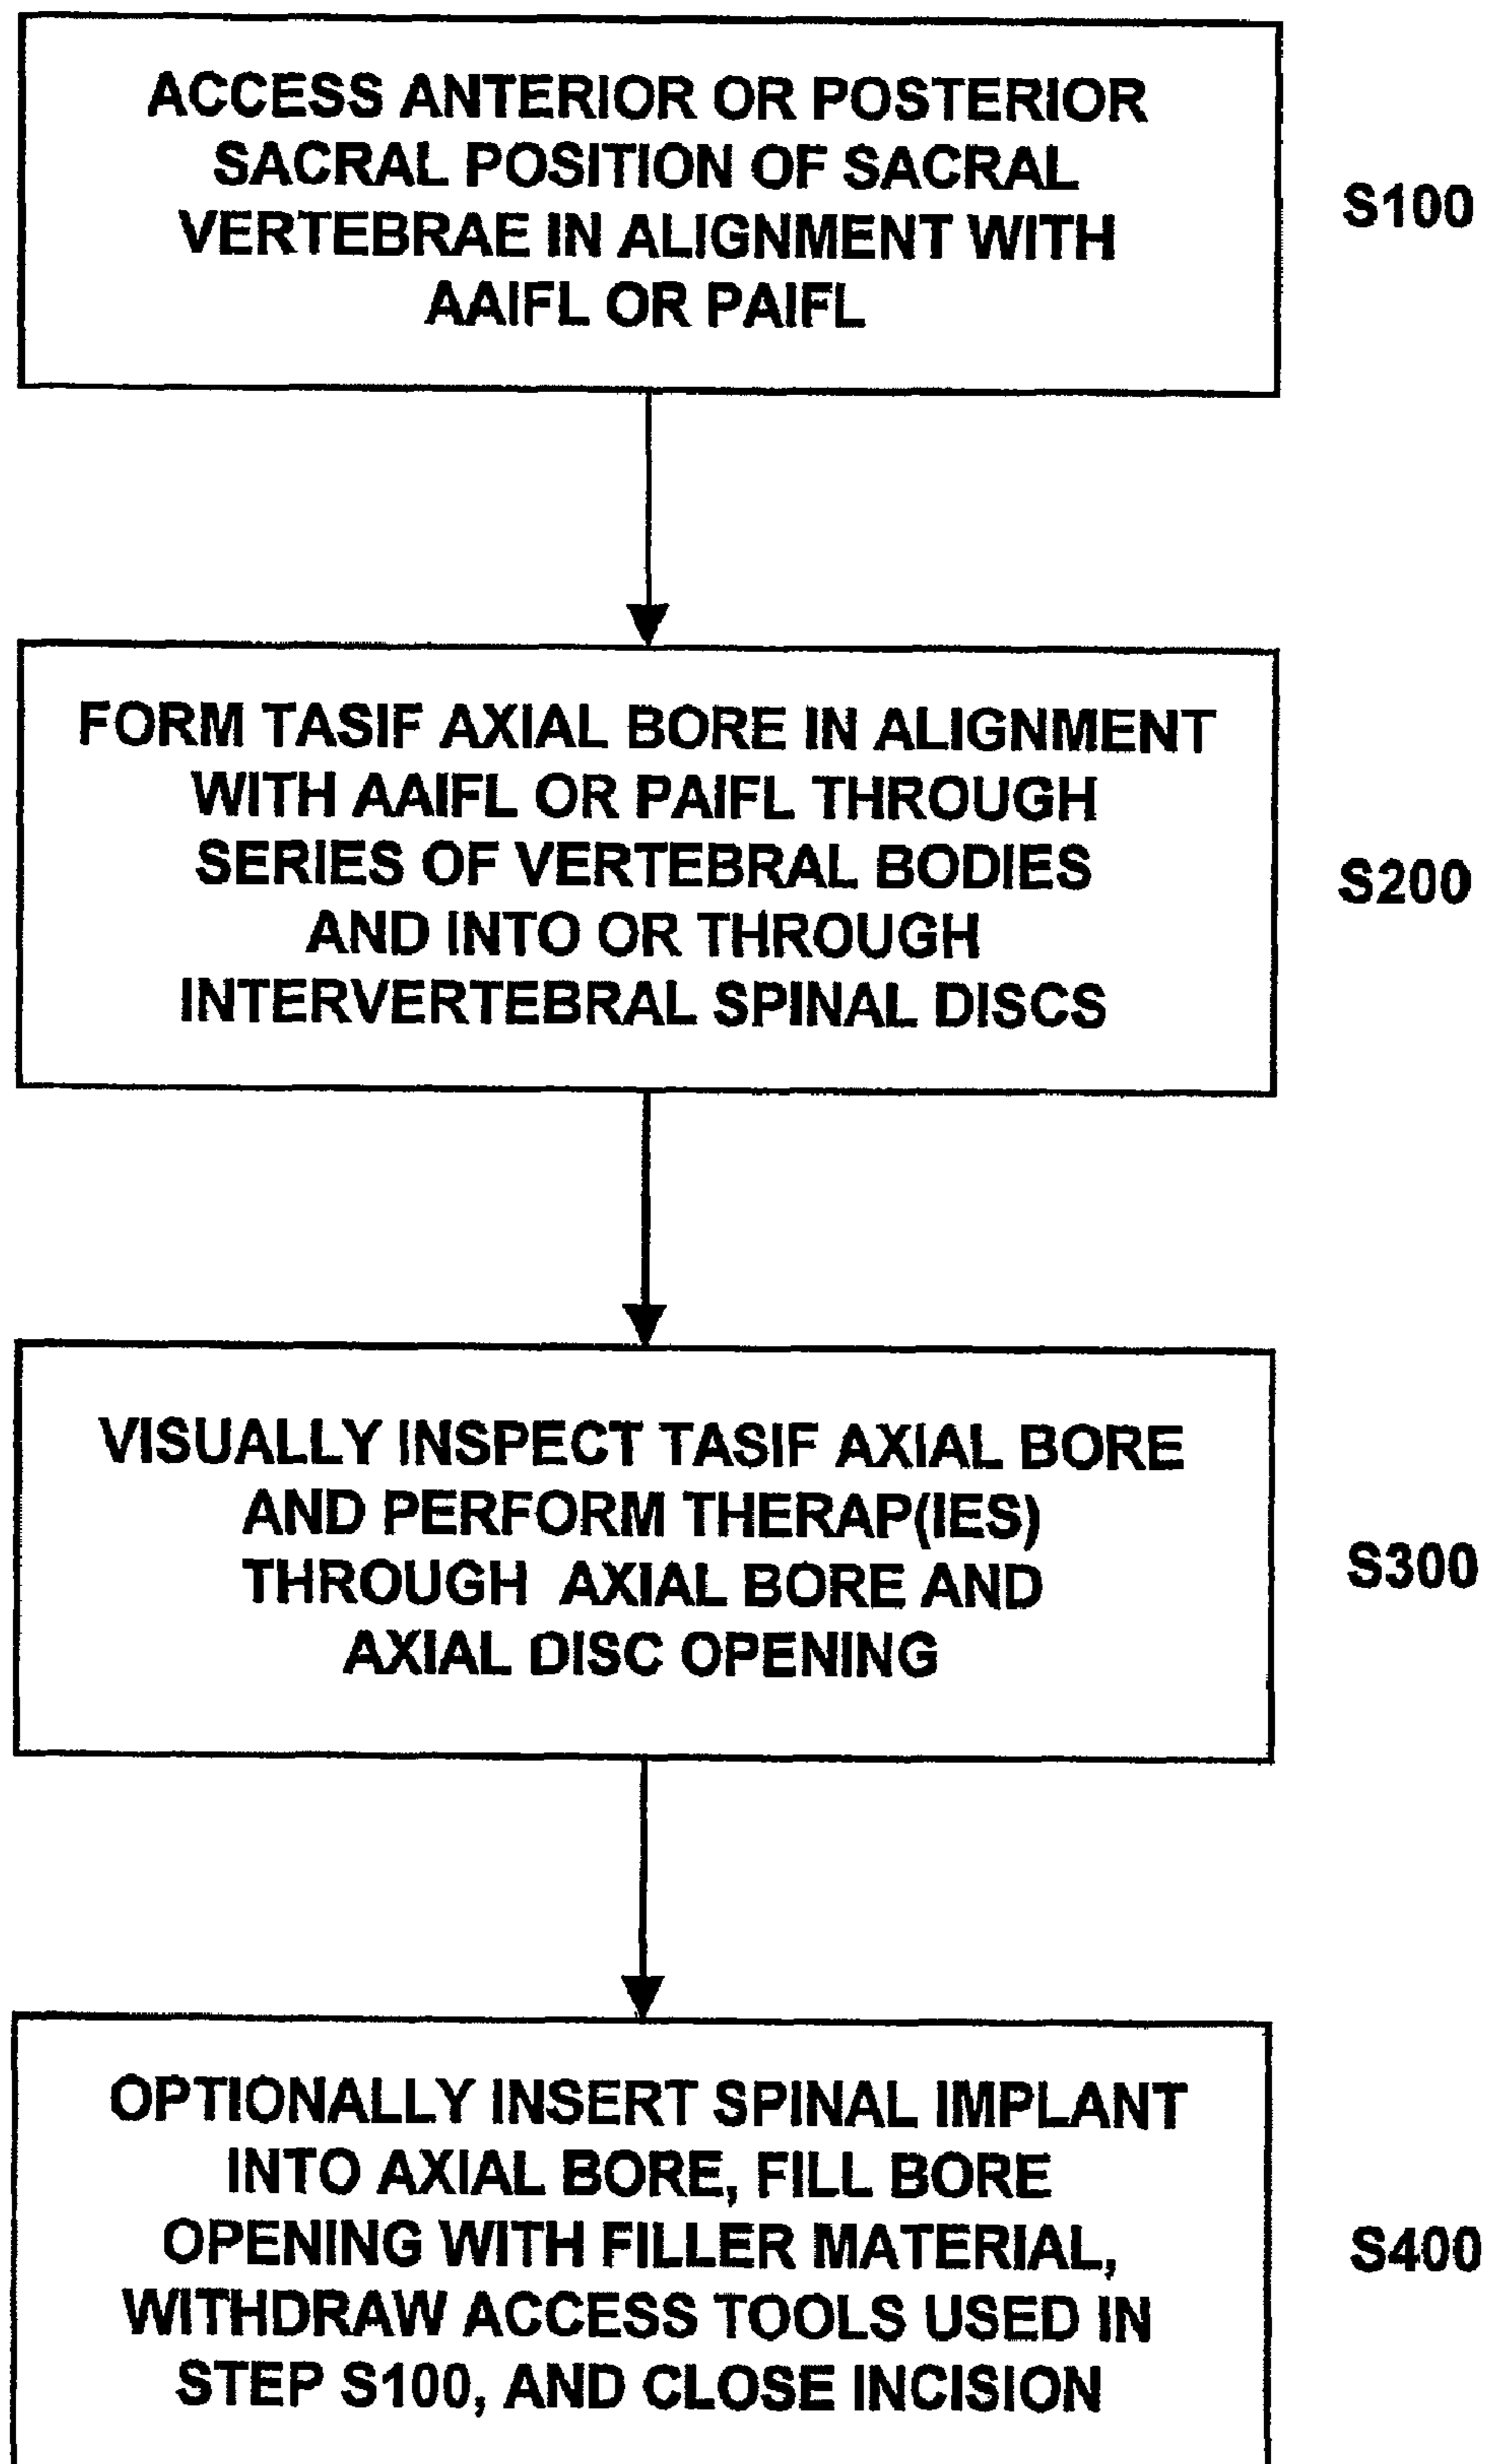 ACCESS ANTERIOR OR POSTERIOR
SACRAL POSITION OF SACRAL
VERTEBRAE IN ALIGNMENT WITH
AAIFL OR PAIFL
S100
FORM TASIF AXIAL BORE IN ALIGNMENT
WITH AAIFL OR PAIFL THROUGH
SERIES OF VERTEBRAL BODIES
AND INTO OR THROUGH
INTERVERTEBRAL SPINAL DISCS
S200
VISUALLY INSPECT TASIF AXIAL BORE
AND PERFORM THERAP(IES)
THROUGH AXIAL BORE AND
AXIAL DISC OPENING
S300
OPTIONALLY INSERT SPINAL IMPLANT
INTO AXIAL BORE, FILL BORE
OPENING WITH FILLER MATERIAL,
WITHDRAW ACCESS TOOLS USED IN
STEP S100, AND CLOSE INCISION
S400